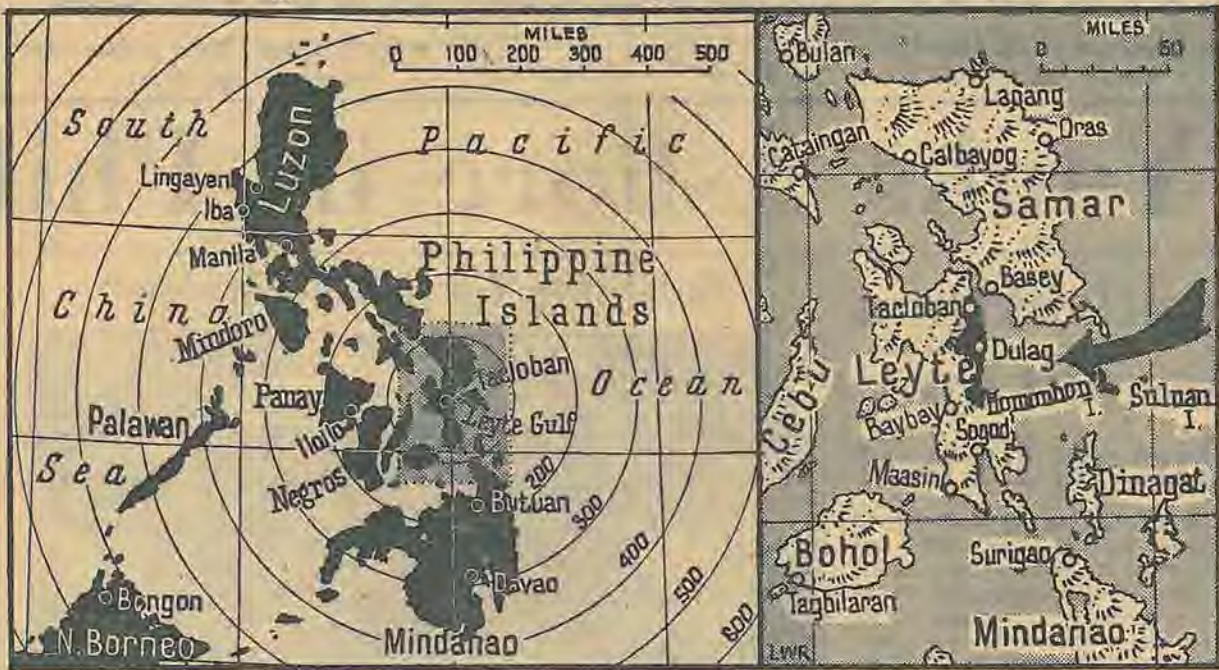 MILES
0 100 200 300 400 500
South
China
Sea
Pacific
Ocean
Luzon
Lingayen
Iba
Manila
Philippine
Islands
Mindoro
Tacloban
Panay
Leyte Gulf
Palawan
Iloilo
Negros
200
Butuan
300
400
Davao
500
600
Bongon
N. Borneo
Mindanao
MILES
0 50
Bulan
Lapang
Oras
Cataingan
Calbayog
Samar
Basey
Tacloban
Dulag
Leyte
Cebu
Homonhon
I.
Suluan
I.
Baybay
Sogod
Maasin
Dinagat
Bohol
Surigao
Tagbilaran
Mindanao
LWR